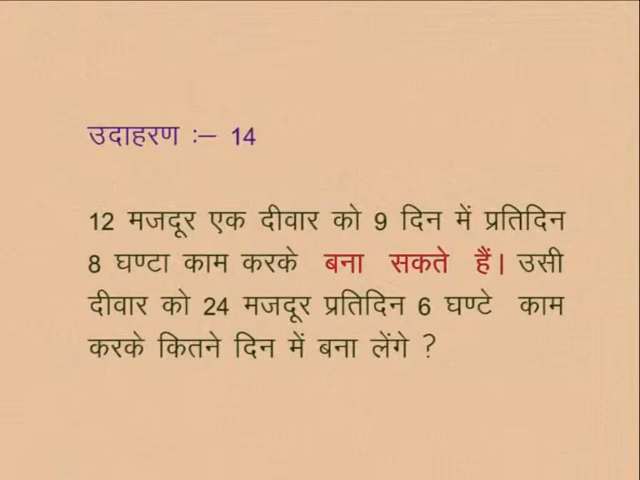 उदाहरण :– 14
12 मजदूर एक दीवार को 9 दिन में प्रतिदिन
8 घण्टा काम करके बना सकते हैं। उसी
दीवार को 24 मजदूर प्रतिदिन 6 घण्टे काम
करके कितने दिन में बना लेंगे ?